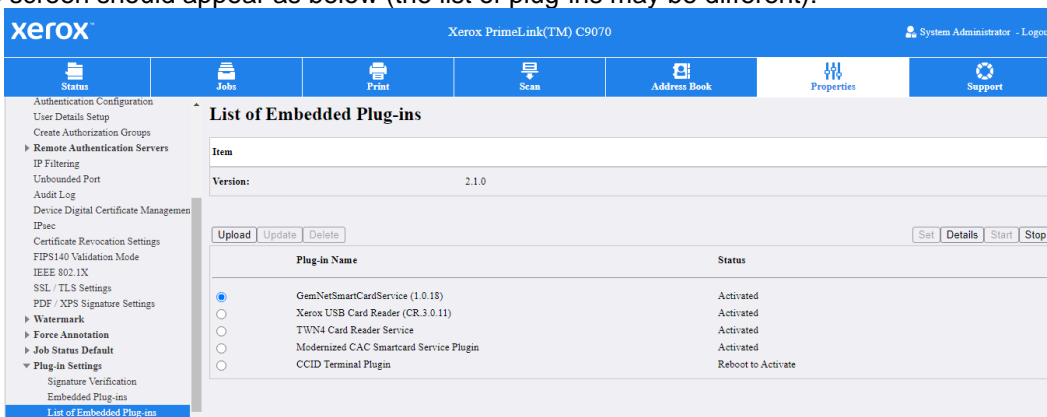 screen should appear as below (the list of plug-ins may be different).
xerox™
Xerox PrimeLink(TM) C9070
System Administrator - Logou
Status
Jobs
Print
Scan
Address Book
Properties
Support
Authentication Configuration
User Details Setup
Create Authorization Groups
Remote Authentication Servers
IP Filtering
Unbounded Port
Audit Log
Device Digital Certificate Managemen
IPsec
Certificate Revocation Settings
FIPS140 Validation Mode
IEEE 802.1X
SSL / TLS Settings
PDF / XPS Signature Settings
Watermark
Force Annotation
Job Status Default
Plug-in Settings
Signature Verification
Embedded Plug-ins
List of Embedded Plug-ins
List of Embedded Plug-ins
Item
Version: 2.1.0
Upload Update Delete Set Details Start Stop
Plug-in Name Status
GemNetSmartCardService (1.0.18) Activated
Xerox USB Card Reader (CR.3.0.11) Activated
TWN4 Card Reader Service Activated
Modernized CAC Smartcard Service Plugin Activated
CCID Terminal Plugin Reboot to Activate